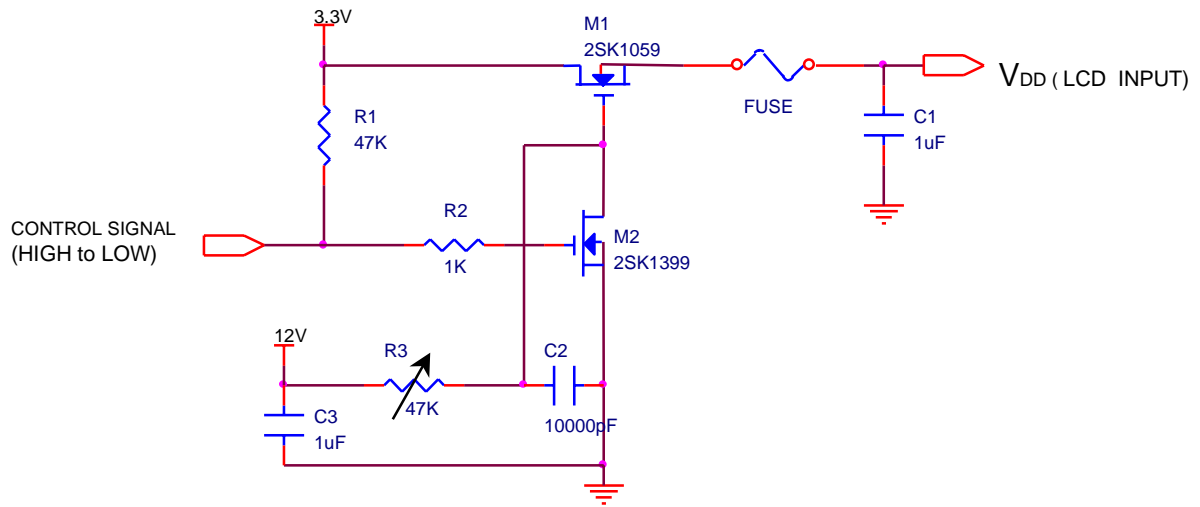 3.3V
M1
2SK1059
FUSE
VDD ( LCD INPUT)
R1
47K
C1
1uF
CONTROL SIGNAL
(HIGH to LOW)
R2
1K
M2
2SK1399
12V
R3
47K
C2
10000pF
C3
1uF